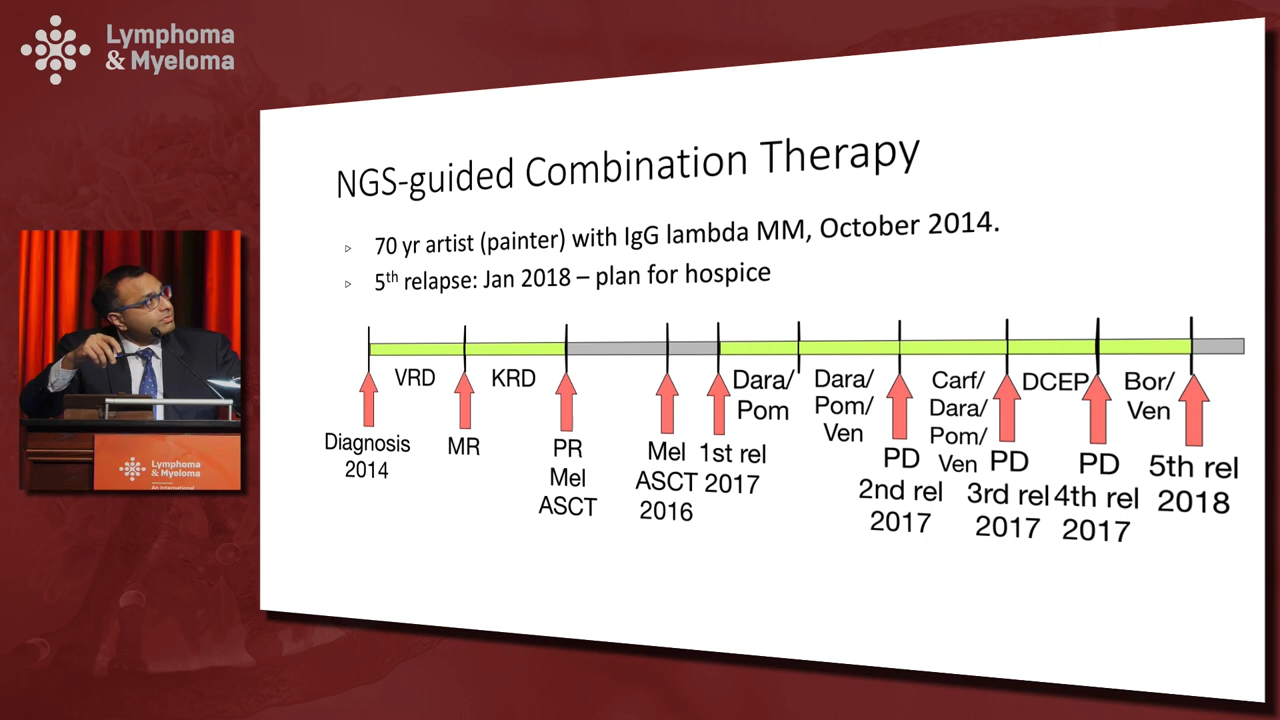 Lymphoma
& Myeloma
NGS-guided Combination Therapy
70 yr artist (painter) with IgG lambda MM, October 2014.
5th relapse: Jan 2018 – plan for hospice
VRD
KRD
Dara/
Pom
Dara/
Pom/
Ven
Carf/
Dara/
Pom/
Ven
DCEP
Bor/
Ven
Diagnosis
2014
MR
PR
Mel
ASCT
Mel
ASCT
2016
1st rel
2017
PD
2nd rel
2017
PD
3rd rel
2017
PD
4th rel
2017
5th rel
2018
Lymphoma
& Myeloma
An International